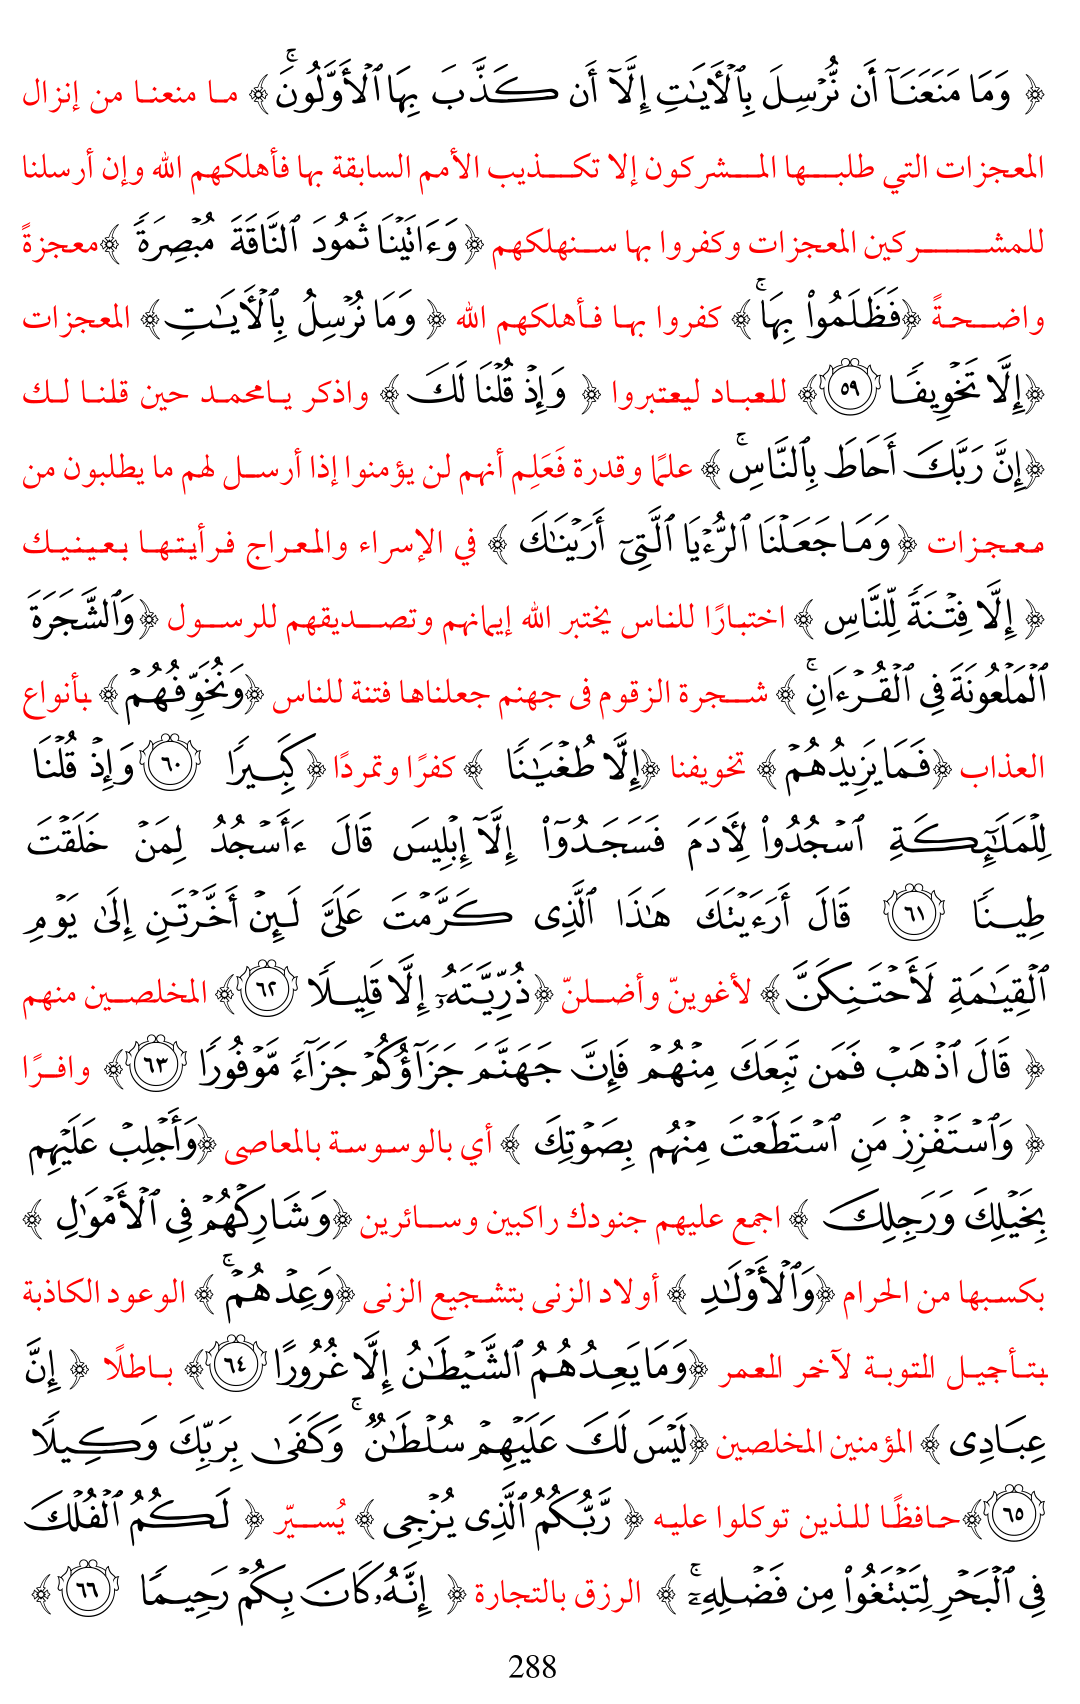 ﴿ وَمَا مَنَعَنَآ أَن نُّرۡسِلَ بِٱلۡأٓيَٰتِ إِلَّآ أَن كَذَّبَ بِهَا ٱلۡأَوَّلُونَۚ ﴾ ما منعنا من إنزال
المعجزات التي طلبها المشركون إلا تكذيب الأمم السابقة بها فأهلكهم الله وإن أرسلنا
للمشركين المعجزات وكفروا بها سنهلكهم ﴿ وَءَاتَيۡنَا ثَمُودَ ٱلنَّاقَةَ مُبۡصِرَةٗ ﴾معجزةً
واضحةً ﴿فَظَلَمُواْ بِهَاۚ ﴾ كفروا بها فأهلكهم الله ﴿ وَمَا نُرۡسِلُ بِٱلۡأٓيَٰتِ﴾ المعجزات
﴿إِلَّا تَخۡوِيفٗا ٥٩﴾ للعباد ليعتبروا ﴿ وَإِذۡ قُلۡنَا لَكَ ﴾ واذكر يامحمد حين قلنا لك
﴿إِنَّ رَبَّكَ أَحَاطَ بِٱلنَّاسِۚ ﴾ علمًا وقدرة فَعَلِم أنهم لن يؤمنوا إذا أرسل لهم ما يطلبون من
معجزات ﴿ وَمَا جَعَلۡنَا ٱلرُّءۡيَا ٱلَّتِيٓ أَرَيۡنَٰكَ ﴾ في الإسراء والمعراج فرأيتها بعينيك
﴿ إِلَّا فِتۡنَةٗ لِّلنَّاسِ ﴾ اختبارًا للناس يختبر الله إيمانهم وتصديقهم للرسول ﴿وَٱلشَّجَرَةَ
ٱلۡمَلۡعُونَةَ فِي ٱلۡقُرۡءَانِۚ ﴾ شجرة الزقوم فى جهنم جعلناها فتنة للناس ﴿وَنُخَوِّفُهُمۡ﴾ بأنواع
العذاب ﴿فَمَا يَزِيدُهُمۡ﴾ تخويفنا ﴿إِلَّا طُغۡيَٰنٗا ﴾ كفرًا وتمردًا ﴿كَبِيرٗا ٦٠ وَإِذۡ قُلۡنَا
لِلۡمَلَٰٓئِكَةِ ٱسۡجُدُواْ لِأٓدَمَ فَسَجَدُوٓاْ إِلَّآ إِبۡلِيسَ قَالَ ءَأَسۡجُدُ لِمَنۡ خَلَقۡتَ
طِينٗا ٦١ قَالَ أَرَءَيۡتَكَ هَٰذَا ٱلَّذِي كَرَّمۡتَ عَلَيَّ لَئِنۡ أَخَّرۡتَنِ إِلَىٰ يَوۡمِ
ٱلۡقِيَٰمَةِ لَأَحۡتَنِكَنَّ﴾ لأغوينّ وأضلنّ ﴿ذُرِّيَّتَهُۥٓ إِلَّا قَلِيلٗا ٦٢﴾ المخلصين منهم
﴿ قَالَ ٱذۡهَبۡ فَمَن تَبِعَكَ مِنۡهُمۡ فَإِنَّ جَهَنَّمَ جَزَآؤُكُمۡ جَزَآءٗ مَّوۡفُورٗا ٦٣﴾ وافرًا
﴿ وَٱسۡتَفۡزِزۡ مَنِ ٱسۡتَطَعۡتَ مِنۡهُم بِصَوۡتِكَ ﴾ أي بالوسوسة بالمعاصى ﴿وَأَجۡلِبۡ عَلَيۡهِم
بِخَيۡلِكَ وَرَجِلِكَ ﴾ اجمع عليهم جنودك راكبين وسائرين ﴿وَشَارِكۡهُمۡ فِي ٱلۡأَمۡوَٰلِ ﴾
بكسبها من الحرام ﴿وَٱلۡأَوۡلَٰدِ ﴾ أولاد الزنى بتشجيع الزنى ﴿وَعِدۡهُمۡۚ ﴾ الوعود الكاذبة
بتأجيل التوبة لآخر العمر ﴿وَمَا يَعِدُهُمُ ٱلشَّيۡطَٰنُ إِلَّا غُرُورًا ٦٤﴾ باطلًا ﴿ إِنَّ
عِبَادِي ﴾ المؤمنين المخلصين ﴿لَيۡسَ لَكَ عَلَيۡهِمۡ سُلۡطَٰنٞۚ وَكَفَىٰ بِرَبِّكَ وَكِيلٗا
٦٥﴾حافظًا للذين توكلوا عليه ﴿ رَّبُّكُمُ ٱلَّذِي يُزۡجِي ﴾ يُسيّر ﴿ لَكُمُ ٱلۡفُلۡكَ
فِي ٱلۡبَحۡرِ لِتَبۡتَغُواْ مِن فَضۡلِهِۦٓۚ ﴾ الرزق بالتجارة ﴿ إِنَّهُۥ كَانَ بِكُمۡ رَحِيمٗا ٦٦ ﴾
288